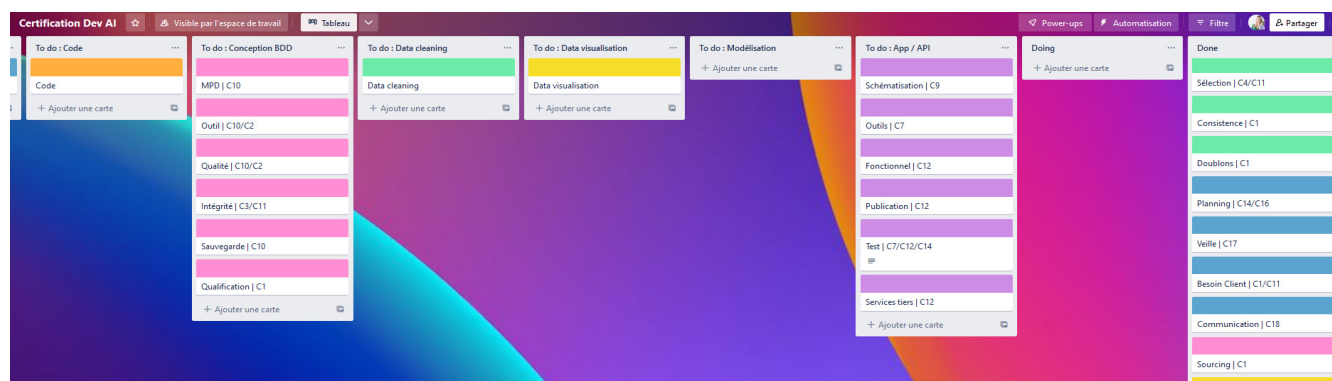 Certification Dev AI
Visible par l'espace de travail
Tableau
Power-ups
Automatisation
Filtre
Partager
To do : Code
Code
+ Ajouter une carte
To do : Conception BDD
MPD | C10
Outil | C10/C2
Qualité | C10/C2
Intégrité | C3/C11
Sauvegarde | C10
Qualification | C1
+ Ajouter une carte
To do : Data cleaning
Data cleaning
+ Ajouter une carte
To do : Data visualisation
Data visualisation
+ Ajouter une carte
To do : Modélisation
+ Ajouter une carte
To do : App / API
Schématisation | C9
Outils | C7
Fonctionnel | C12
Publication | C12
Test | C7/C12/C14
Services tiers | C12
+ Ajouter une carte
Doing
+ Ajouter une carte
Done
Sélection | C4/C11
Consistence | C1
Doublons | C1
Planning | C14/C16
Veille | C17
Besoin Client | C1/C11
Communication | C18
Sourcing | C1